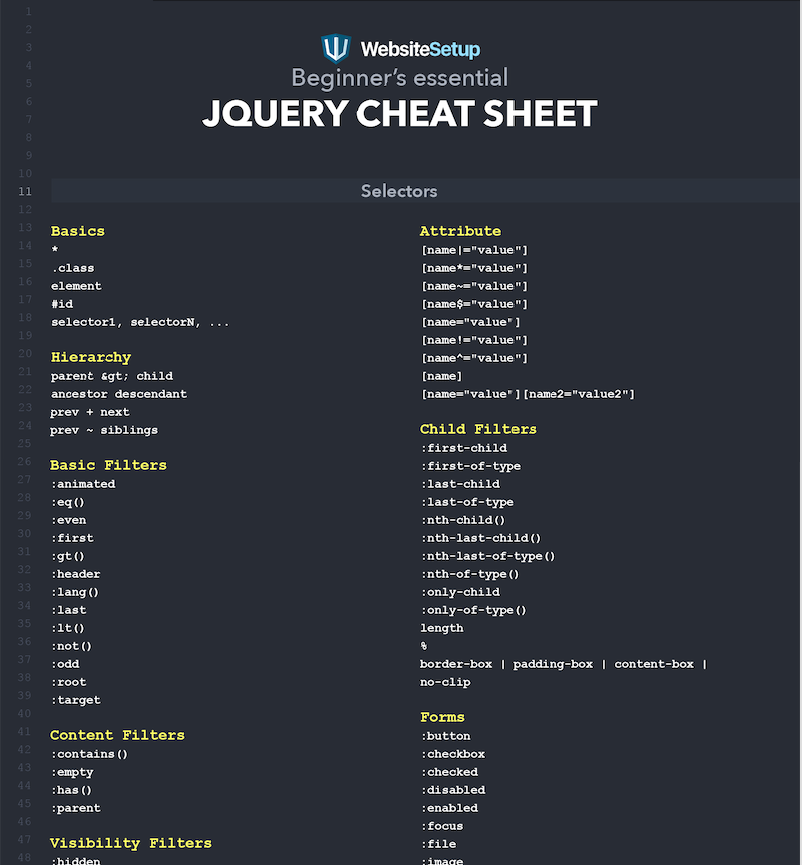 WebsiteSetup
Beginner's essential
JQUERY CHEAT SHEET
Selectors
Basics
*
.class
element
#id
selector1, selectorN, ...
Hierarchy
parent &gt; child
ancestor descendant
prev + next
prev ~ siblings
Basic Filters
:animated
:eq()
:even
:first
:gt()
:header
:lang()
:last
:lt()
:not()
:odd
:root
:target
Content Filters
:contains()
:empty
:has()
:parent
Visibility Filters
:hidden
Attribute
[name|="value"]
[name*="value"]
[name~="value"]
[name$="value"]
[name="value"]
[name!="value"]
[name^="value"]
[name]
[name="value"][name2="value2"]
Child Filters
:first-child
:first-of-type
:last-child
:last-of-type
:nth-child()
:nth-last-child()
:nth-last-of-type()
:nth-of-type()
:only-child
:only-of-type()
length
%
border-box | padding-box | content-box |
no-clip
Forms
:button
:checkbox
:checked
:disabled
:enabled
:focus
:file
:image
1
2
3
4
5
6
7
8
9
10
11
12
13
14
15
16
17
18
19
20
21
22
23
24
25
26
27
28
29
30
31
32
33
34
35
36
37
38
39
40
41
42
43
44
45
46
47
48